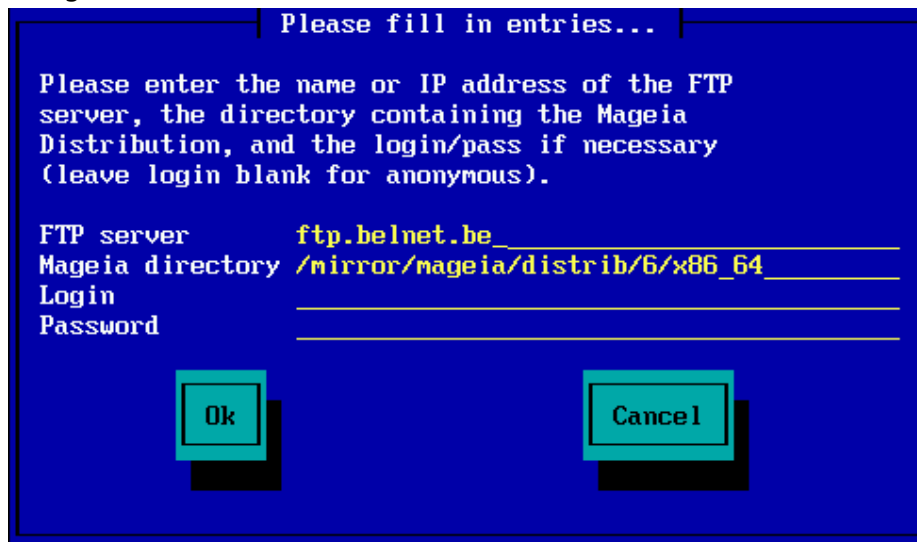 Please fill in entries...
Please enter the name or IP address of the FTP
server, the directory containing the Mageia
Distribution, and the login/pass if necessary
(leave login blank for anonymous).
FTP server ftp.belnet.be_
Mageia directory /mirror/mageia/distrib/6/x86_64
Login
Password
Ok Cancel